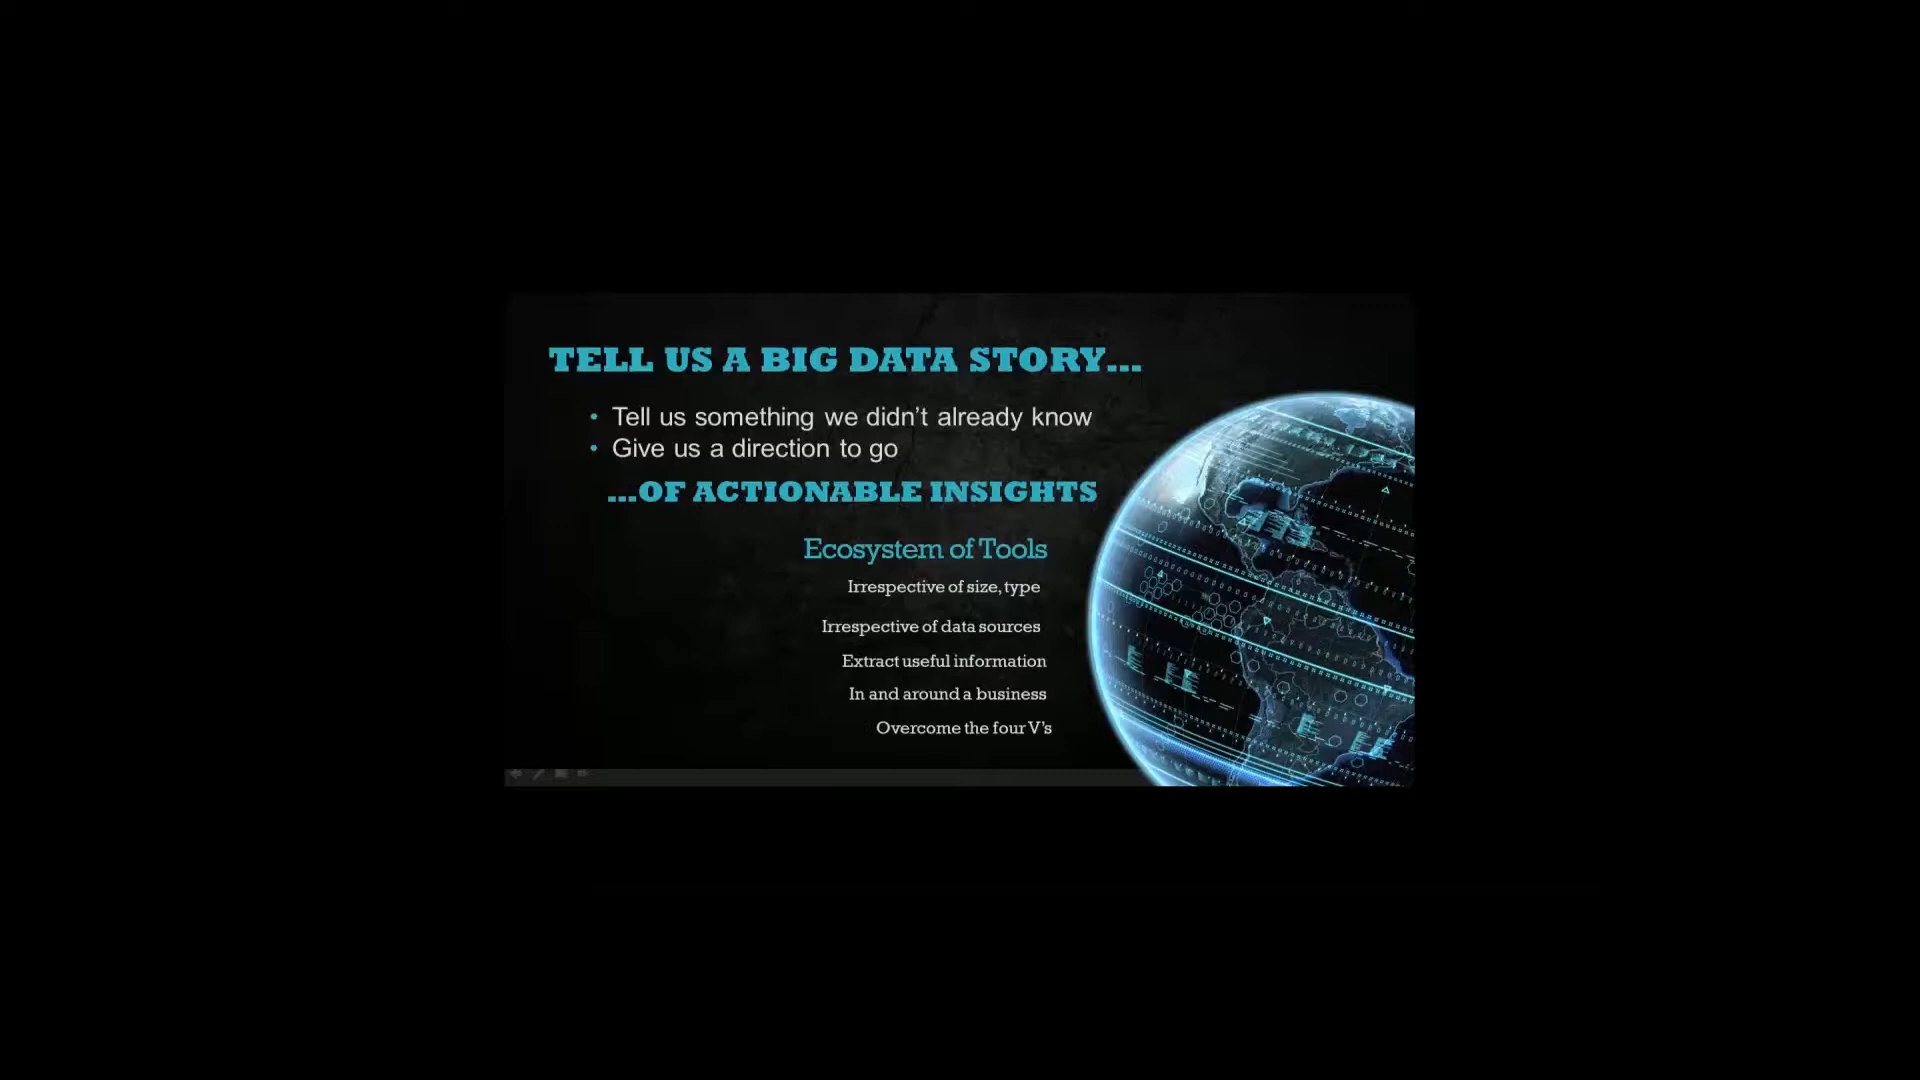 TELL US A BIG DATA STORY...
• Tell us something we didn't already know
• Give us a direction to go
...OF ACTIONABLE INSIGHTS
Ecosystem of Tools
Irrespective of size, type
Irrespective of data sources
Extract useful information
In and around a business
Overcome the four V's